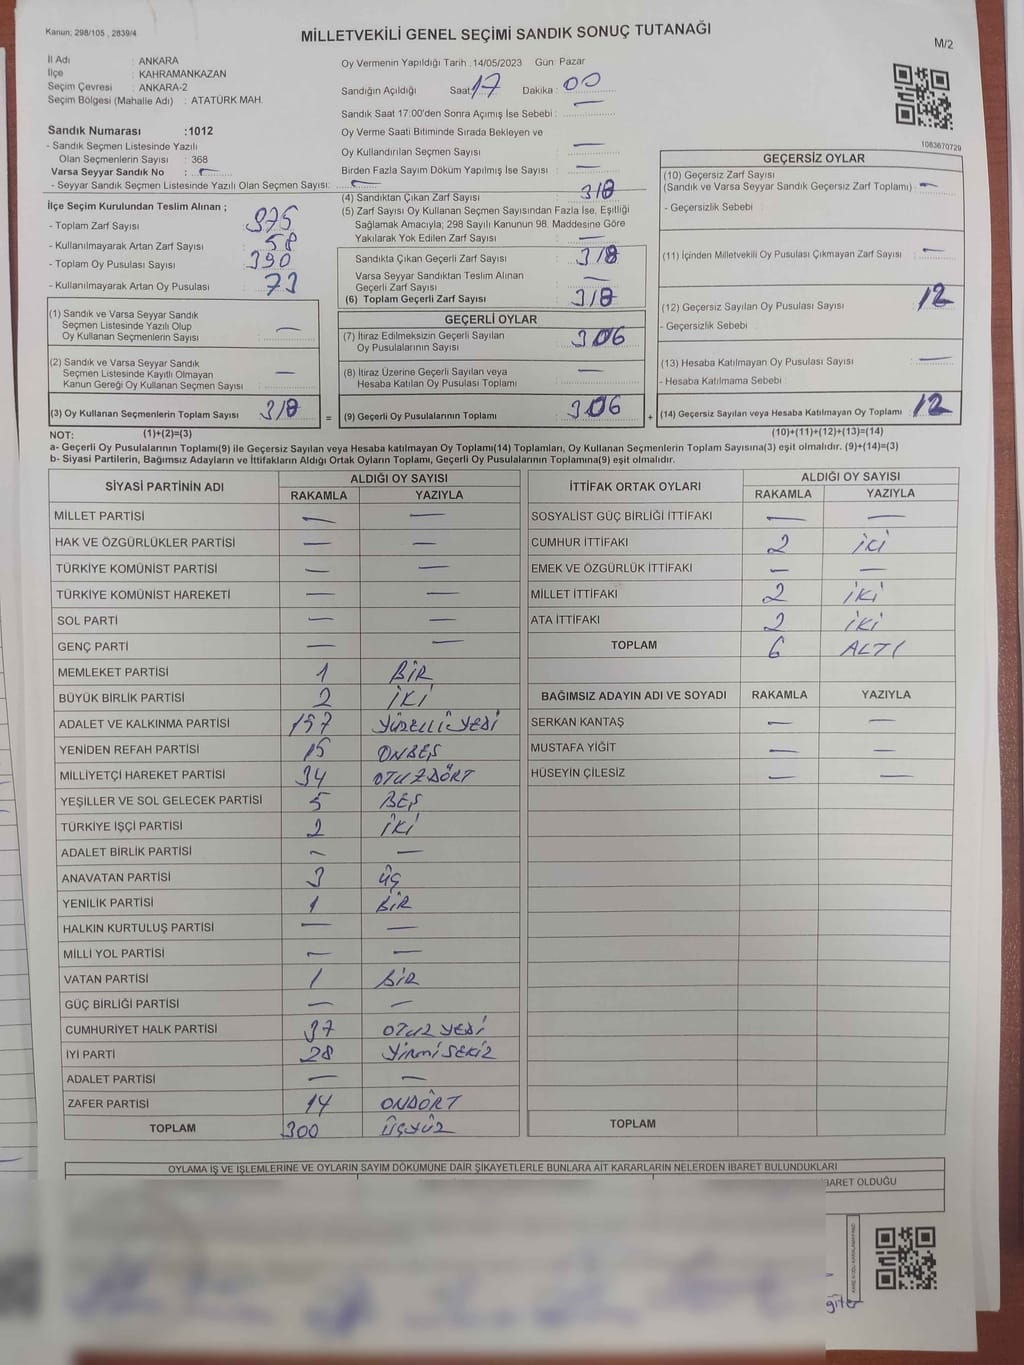 Kanun: 298/105 , 2839/4
MİLLETVEKİLİ GENEL SEÇİMİ SANDIK SONUÇ TUTANAĞI
M/2
İl Adı : ANKARA
İlçe : KAHRAMANKAZAN
Seçim Çevresi : ANKARA-2
Seçim Bölgesi (Mahalle Adı) : ATATÜRK MAH.
Sandık Numarası :1012
- Sandık Seçmen Listesinde Yazılı
Olan Seçmenlerin Sayısı : 368
Varsa Seyyar Sandık No : —
- Seyyar Sandık Seçmen Listesinde Yazılı Olan Seçmen Sayısı: —
İlçe Seçim Kurulundan Teslim Alınan ;
- Toplam Zarf Sayısı : 375
- Kullanılmayarak Artan Zarf Sayısı : 58
- Toplam Oy Pusulası Sayısı : 390
- Kullanılmayarak Artan Oy Pusulası : 73
Oy Vermenin Yapıldığı Tarih :14/05/2023 Gün: Pazar
Sandığın Açıldığı Saat: 17 Dakika : 00
Sandık Saat 17:00'den Sonra Açımış İse Sebebi : —
Oy Verme Saati Bitiminde Sırada Bekleyen ve
Oy Kullandırılan Seçmen Sayısı : —
Birden Fazla Sayım Döküm Yapılmış İse Sayısı : —
(4) Sandıktan Çıkan Zarf Sayısı : 318
(5) Zarf Sayısı Oy Kullanan Seçmen Sayısından Fazla İse, Eşitliği
Sağlamak Amacıyla; 298 Sayılı Kanunun 98. Maddesine Göre
Yakılarak Yok Edilen Zarf Sayısı : —
Sandıkta Çıkan Geçerli Zarf Sayısı : 318
Varsa Seyyar Sandıktan Teslim Alınan
Geçerli Zarf Sayısı : —
(6) Toplam Geçerli Zarf Sayısı : 318
1083670729
GEÇERSİZ OYLAR
(10) Geçersiz Zarf Sayısı
(Sandık ve Varsa Seyyar Sandık Geçersiz Zarf Toplamı) : —
- Geçersizlik Sebebi :
(11) İçinden Milletvekili Oy Pusulası Çıkmayan Zarf Sayısı : —
(12) Geçersiz Sayılan Oy Pusulası Sayısı : 12
- Geçersizlik Sebebi :
(13) Hesaba Katılmayan Oy Pusulası Sayısı : —
- Hesaba Katılmama Sebebi :
(1) Sandık ve Varsa Seyyar Sandık
Seçmen Listesinde Yazılı Olup
Oy Kullanan Seçmenlerin Sayısı : —
(2) Sandık ve Varsa Seyyar Sandık
Seçmen Listesinde Kayıtlı Olmayan
Kanun Gereği Oy Kullanan Seçmen Sayısı : —
GEÇERLİ OYLAR
(7) İtiraz Edilmeksizin Geçerli Sayılan
Oy Pusulalarının Sayısı : 306
(8) İtiraz Üzerine Geçerli Sayılan veya
Hesaba Katılan Oy Pusulası Toplamı : —
(3) Oy Kullanan Seçmenlerin Toplam Sayısı : 318 = (9) Geçerli Oy Pusulalarının Toplamı : 306 + (14) Geçersiz Sayılan veya Hesaba Katılmayan Oy Toplamı : 12
NOT: (1)+(2)=(3) (10)+(11)+(12)+(13)=(14)
a- Geçerli Oy Pusulalarının Toplamı(9) ile Geçersiz Sayılan veya Hesaba katılmayan Oy Toplamı(14) Toplamları, Oy Kullanan Seçmenlerin Toplam Sayısına(3) eşit olmalıdır. (9)+(14)=(3)
b- Siyasi Partilerin, Bağımsız Adayların ve İttifakların Aldığı Ortak Oyların Toplamı, Geçerli Oy Pusulalarının Toplamına(9) eşit olmalıdır.
SİYASİ PARTİNİN ADI ALDIĞI OY SAYISI
RAKAMLA YAZIYLA
MİLLET PARTİSİ — —
HAK VE ÖZGÜRLÜKLER PARTİSİ — —
TÜRKİYE KOMÜNİST PARTİSİ — —
TÜRKİYE KOMÜNİST HAREKETİ — —
SOL PARTİ — —
GENÇ PARTİ — —
MEMLEKET PARTİSİ 1 BİR
BÜYÜK BİRLİK PARTİSİ 2 İKİ
ADALET VE KALKINMA PARTİSİ 157 YÜZELLİYEDİ
YENİDEN REFAH PARTİSİ 15 ONBEŞ
MİLLİYETÇİ HAREKET PARTİSİ 34 OTUZDÖRT
YEŞİLLER VE SOL GELECEK PARTİSİ 5 BEŞ
TÜRKİYE İŞÇİ PARTİSİ 2 İKİ
ADALET BİRLİK PARTİSİ — —
ANAVATAN PARTİSİ 3 ÜÇ
YENİLİK PARTİSİ 1 BİR
HALKIN KURTULUŞ PARTİSİ — —
MİLLİ YOL PARTİSİ — —
VATAN PARTİSİ 1 BİR
GÜÇ BİRLİĞİ PARTİSİ — —
CUMHURİYET HALK PARTİSİ 37 OTUZ YEDİ
İYİ PARTİ 28 YİRMİ SEKİZ
ADALET PARTİSİ — —
ZAFER PARTİSİ 14 ONDÖRT
TOPLAM 300 ÜÇYÜZ
İTTİFAK ORTAK OYLARI ALDIĞI OY SAYISI
RAKAMLA YAZIYLA
SOSYALİST GÜÇ BİRLİĞİ İTTİFAKI — —
CUMHUR İTTİFAKI 2 İKİ
EMEK VE ÖZGÜRLÜK İTTİFAKI — —
MİLLET İTTİFAKI 2 İKİ
ATA İTTİFAKI 2 İKİ
TOPLAM 6 ALTI
BAĞIMSIZ ADAYIN ADI VE SOYADI RAKAMLA YAZIYLA
SERKAN KANTAŞ — —
MUSTAFA YİĞİT — —
HÜSEYİN ÇİLESİZ — —
TOPLAM
OYLAMA İŞ VE İŞLEMLERİNE VE OYLARIN SAYIM DÖKÜMÜNE DAİR ŞİKAYETLERLE BUNLARA AİT KARARLARIN NELERDEN İBARET BULUNDUKLARI
BARET OLDUĞU